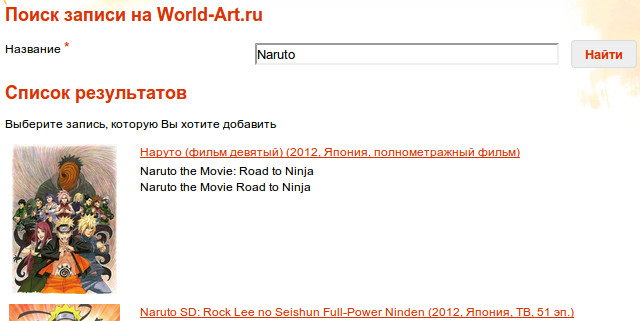 Поиск записи на World-Art.ru
Название * Naruto Найти
Список результатов
Выберите запись, которую Вы хотите добавить
Наруто (фильм девятый) (2012, Япония, полнометражный фильм)
Naruto the Movie: Road to Ninja
Naruto the Movie Road to Ninja
Naruto SD: Rock Lee no Seishun Full-Power Ninden (2012, Япония, ТВ, 51 эп.)